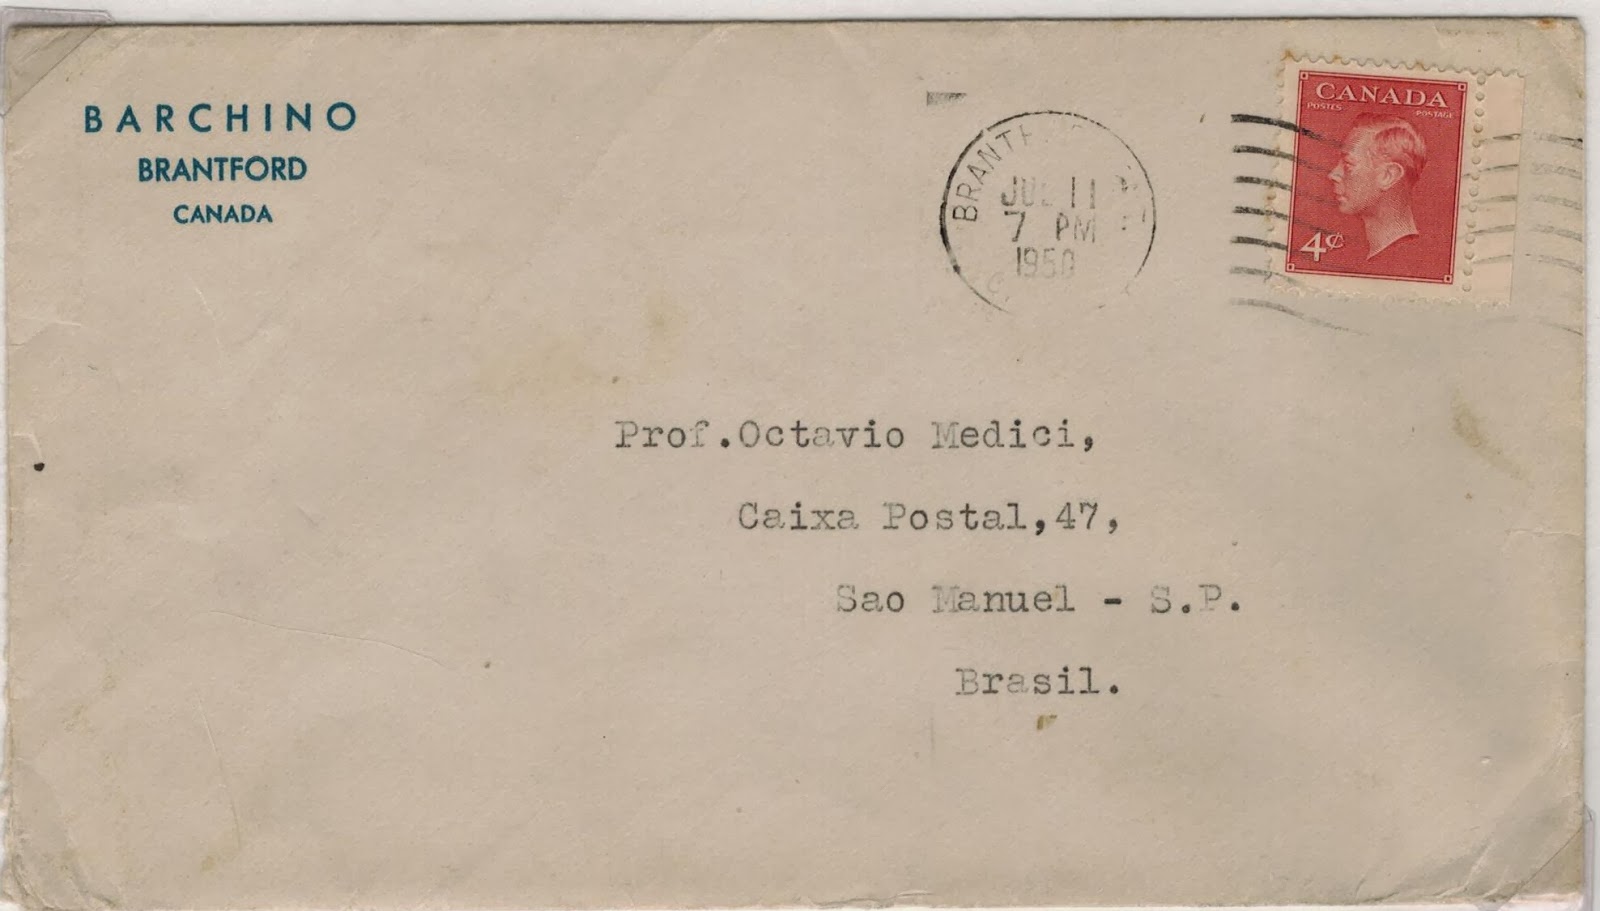 BARCHINO
BRANTFORD
CANADA
JUL 11
7 PM
1950
CANADA
POSTES POSTAGE
4¢
Prof.Octavio Medici,
Caixa Postal,47,
Sao Manuel - S.P.
Brasil.